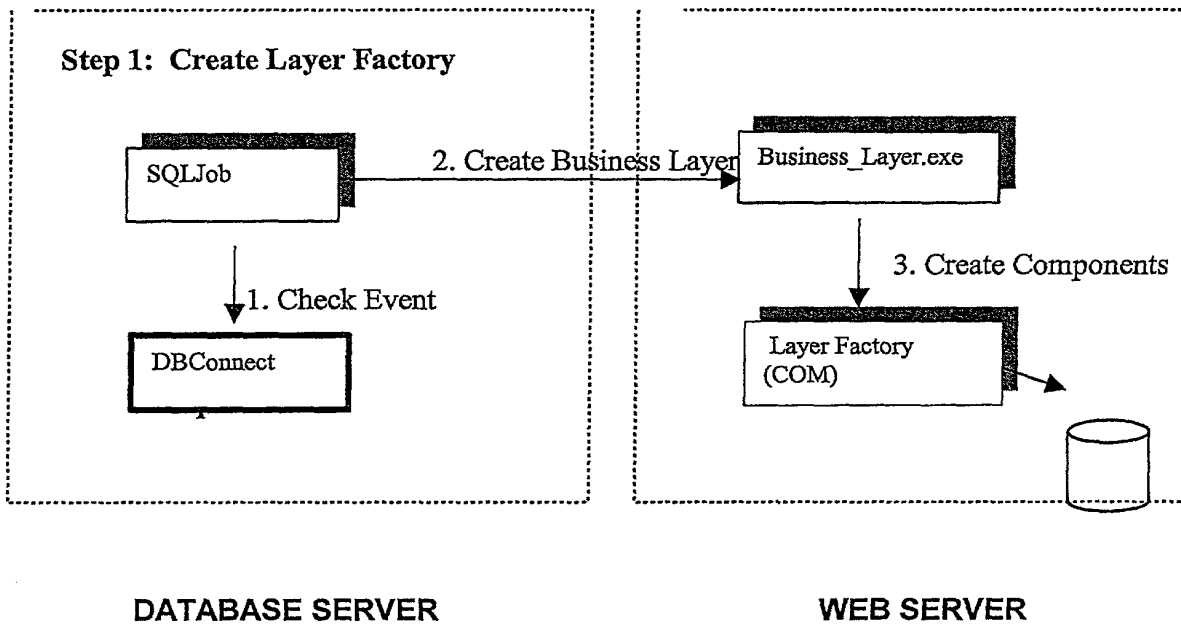 Step 1: Create Layer Factory
SQLJob
2. Create Business Layer
Business_Layer.exe
1. Check Event
3. Create Components
DBConnect
Layer Factory
(COM)
DATABASE SERVER
WEB SERVER